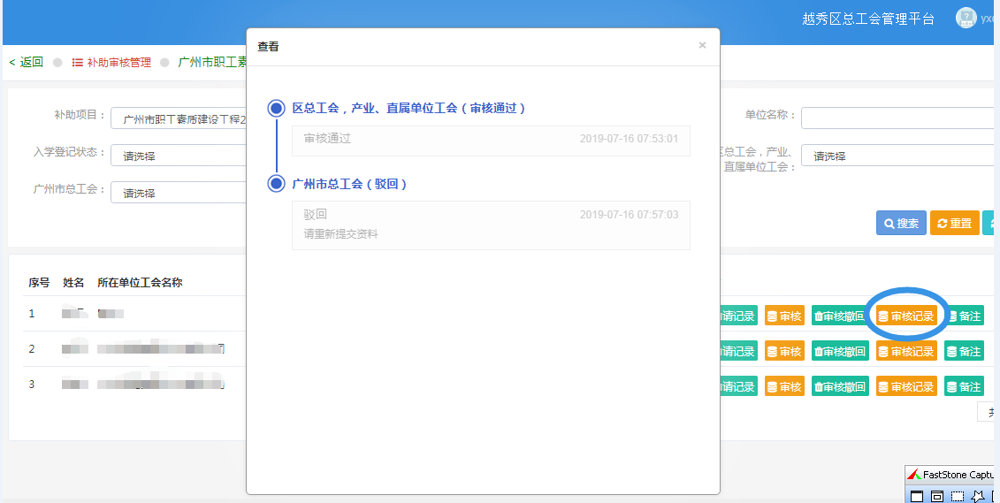 越秀区总工会管理平台
查看
×
< 返回
补助审核管理
广州市职工素
区总工会，产业、直属单位工会（审核通过）
审核通过
2019-07-16 07:53:01
广州市总工会（驳回）
驳回
2019-07-16 07:57:03
请重新提交资料
补助项目：
广州市职工素质建设工程2
单位名称：
入学登记状态：
请选择
区总工会，产业、
直属单位工会：
请选择
广州市总工会：
请选择
搜索
重置
序号 姓名 所在单位工会名称
1
请记录 审核 审核撤回 审核记录 备注
2
请记录 审核 审核撤回 审核记录 备注
3
请记录 审核 审核撤回 审核记录 备注
FastStone Captu